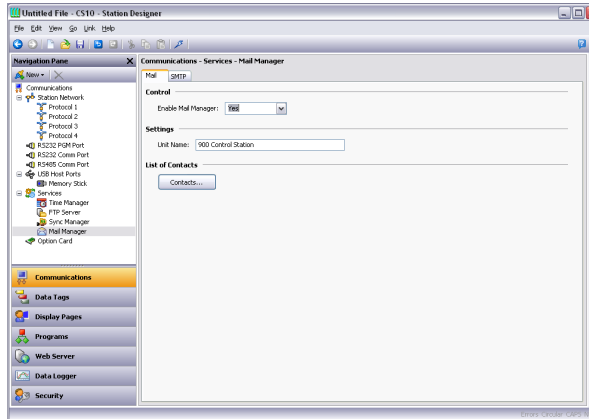 Untitled File - CS10 - Station Designer
File Edit View Go Link Help
Navigation Pane
New
Communications
Station Network
Protocol 1
Protocol 2
Protocol 3
Protocol 4
RS232 PGM Port
RS232 Comm Port
RS485 Comm Port
USB Host Ports
Memory Stick
Services
Time Manager
FTP Server
Sync Manager
Mail Manager
Option Card
Communications
Data Tags
Display Pages
Programs
Web Server
Data Logger
Security
Communications - Services - Mail Manager
Mail SMTP
Control
Enable Mail Manager: Yes
Settings
Unit Name: 900 Control Station
List of Contacts
Contacts...
Errors Circular CAPS